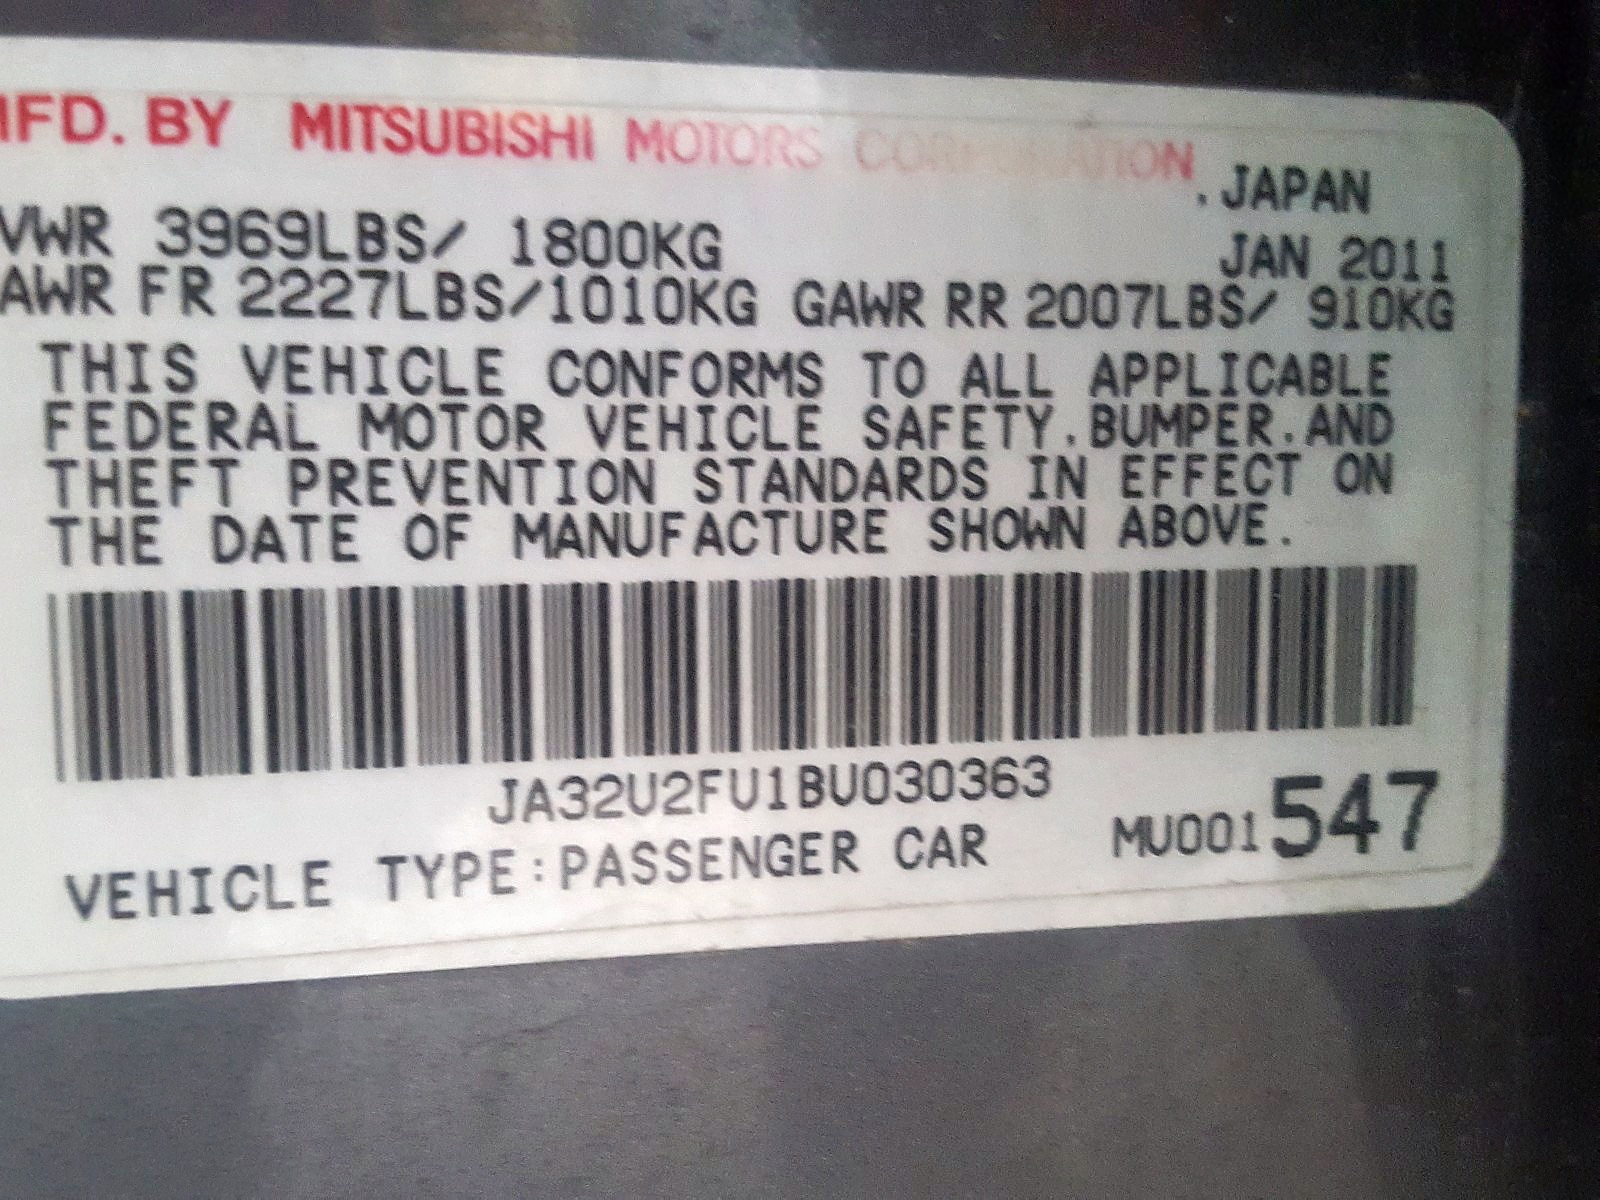 MFD. BY MITSUBISHI MOTORS CORPORATION, JAPAN
VWR 3969LBS/ 1800KG JAN 2011
AWR FR 2227LBS/1010KG GAWR RR 2007LBS/ 910KG
THIS VEHICLE CONFORMS TO ALL APPLICABLE
FEDERAL MOTOR VEHICLE SAFETY,BUMPER,AND
THEFT PREVENTION STANDARDS IN EFFECT ON
THE DATE OF MANUFACTURE SHOWN ABOVE.
JA32U2FU1BU030363
VEHICLE TYPE:PASSENGER CAR MU001547